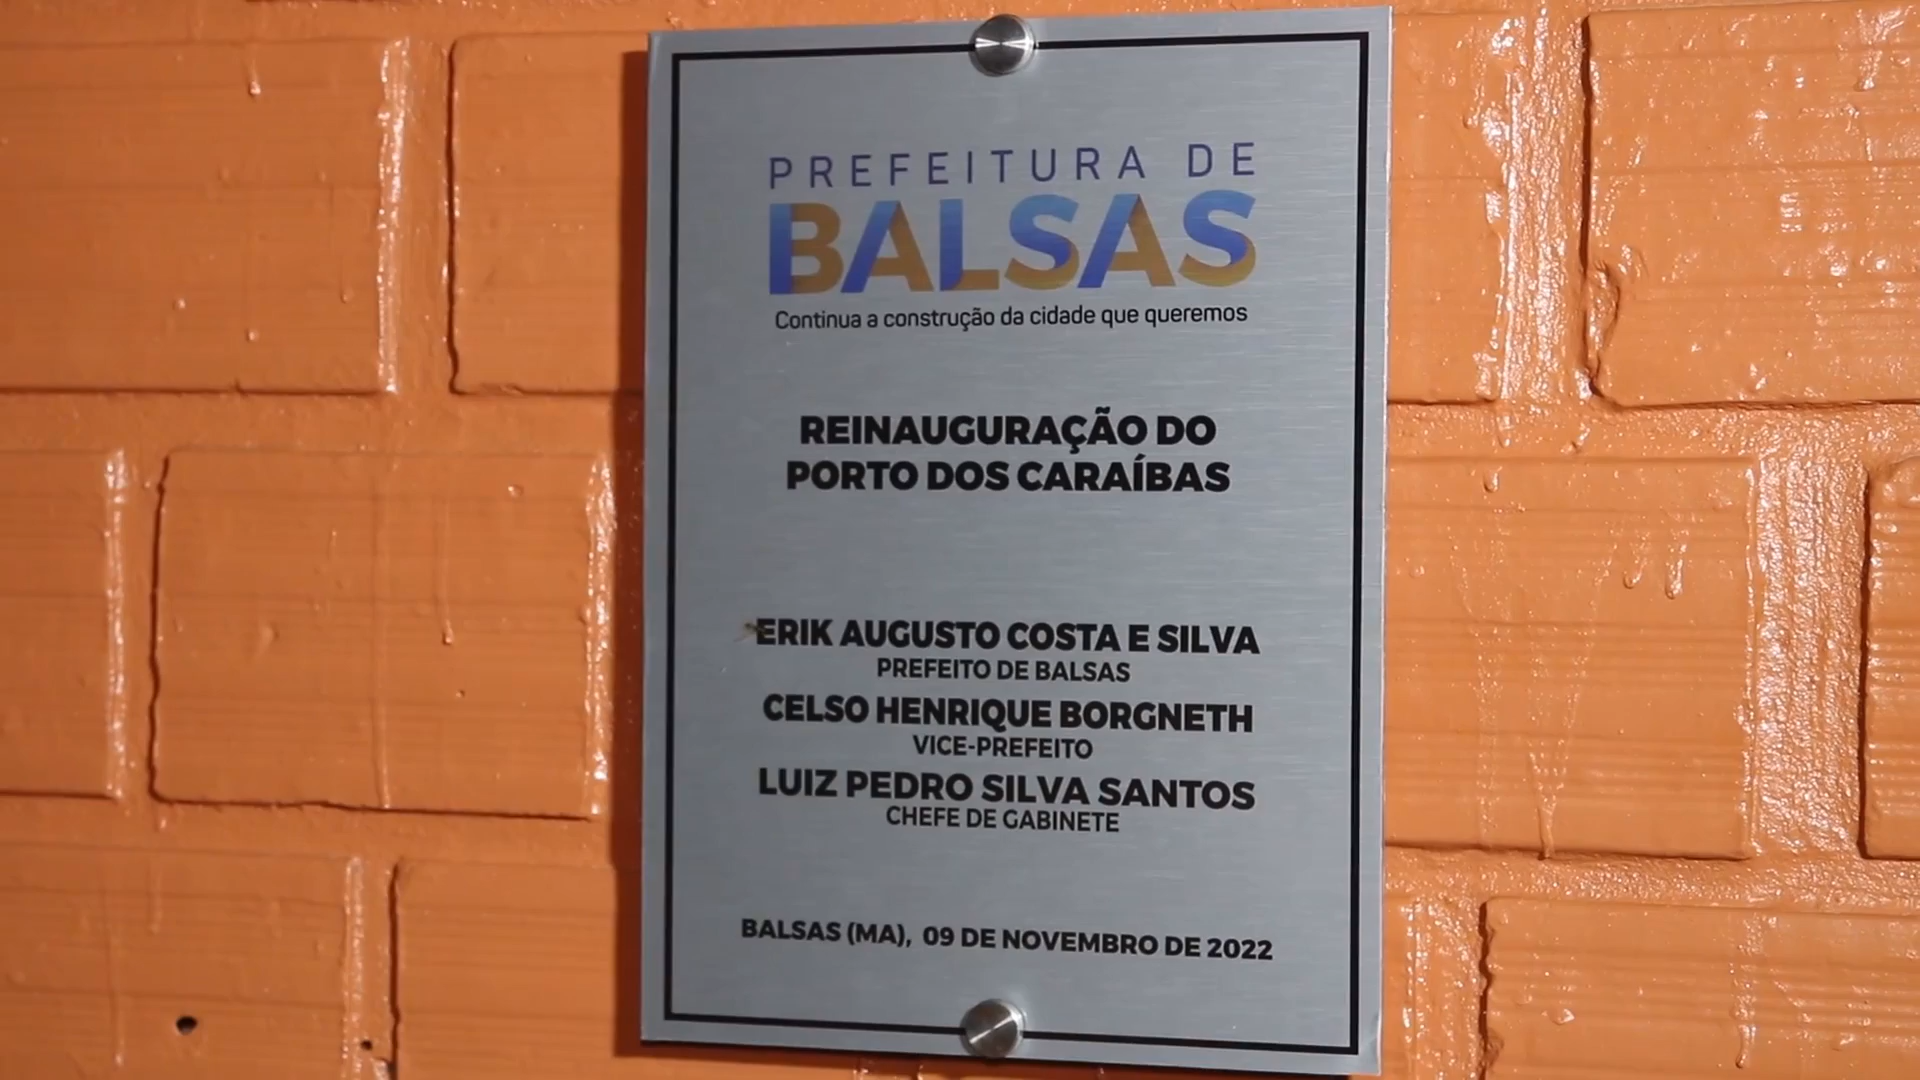 PREFEITURA DE
BALSAS
Continua a construção da cidade que queremos
REINAUGURAÇÃO DO
PORTO DOS CARAÍBAS
ERIK AUGUSTO COSTA E SILVA
PREFEITO DE BALSAS
CELSO HENRIQUE BORGNETH
VICE-PREFEITO
LUIZ PEDRO SILVA SANTOS
CHEFE DE GABINETE
BALSAS (MA), 09 DE NOVEMBRO DE 2022